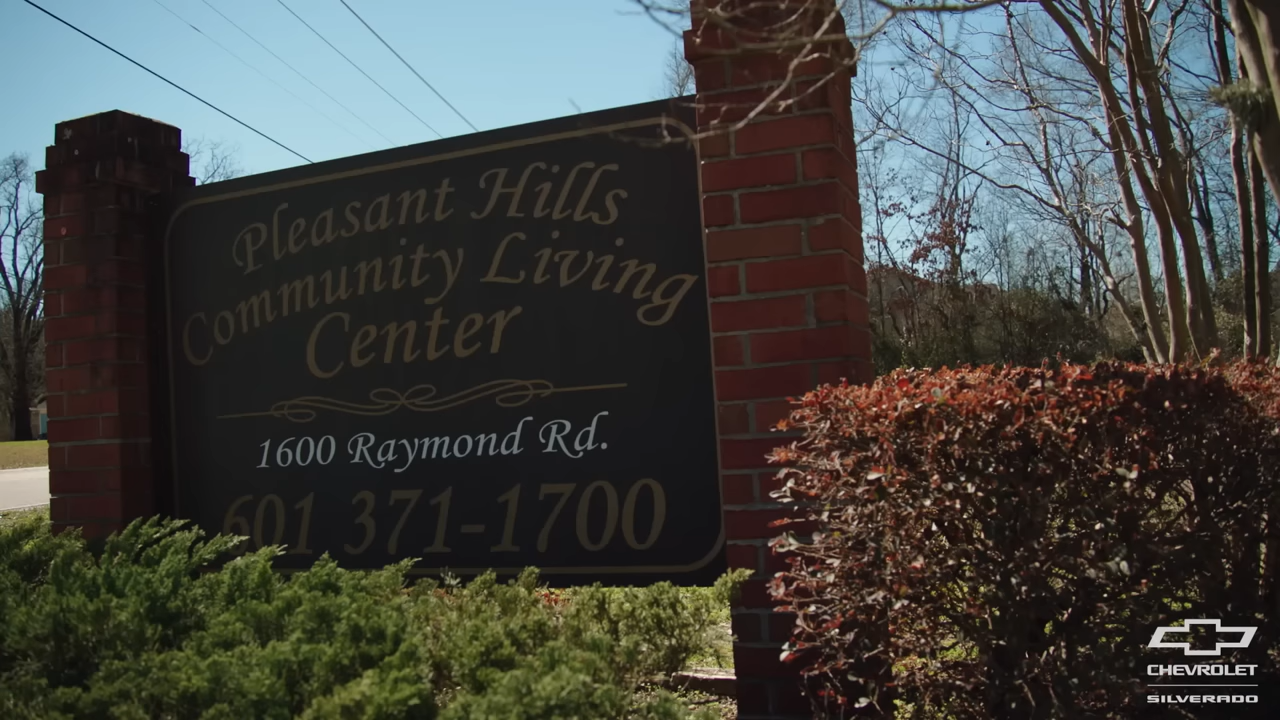 Pleasant Hills
Community Living
Center
1600 Raymond Rd.
601 371-1700
CHEVROLET
SILVERADO